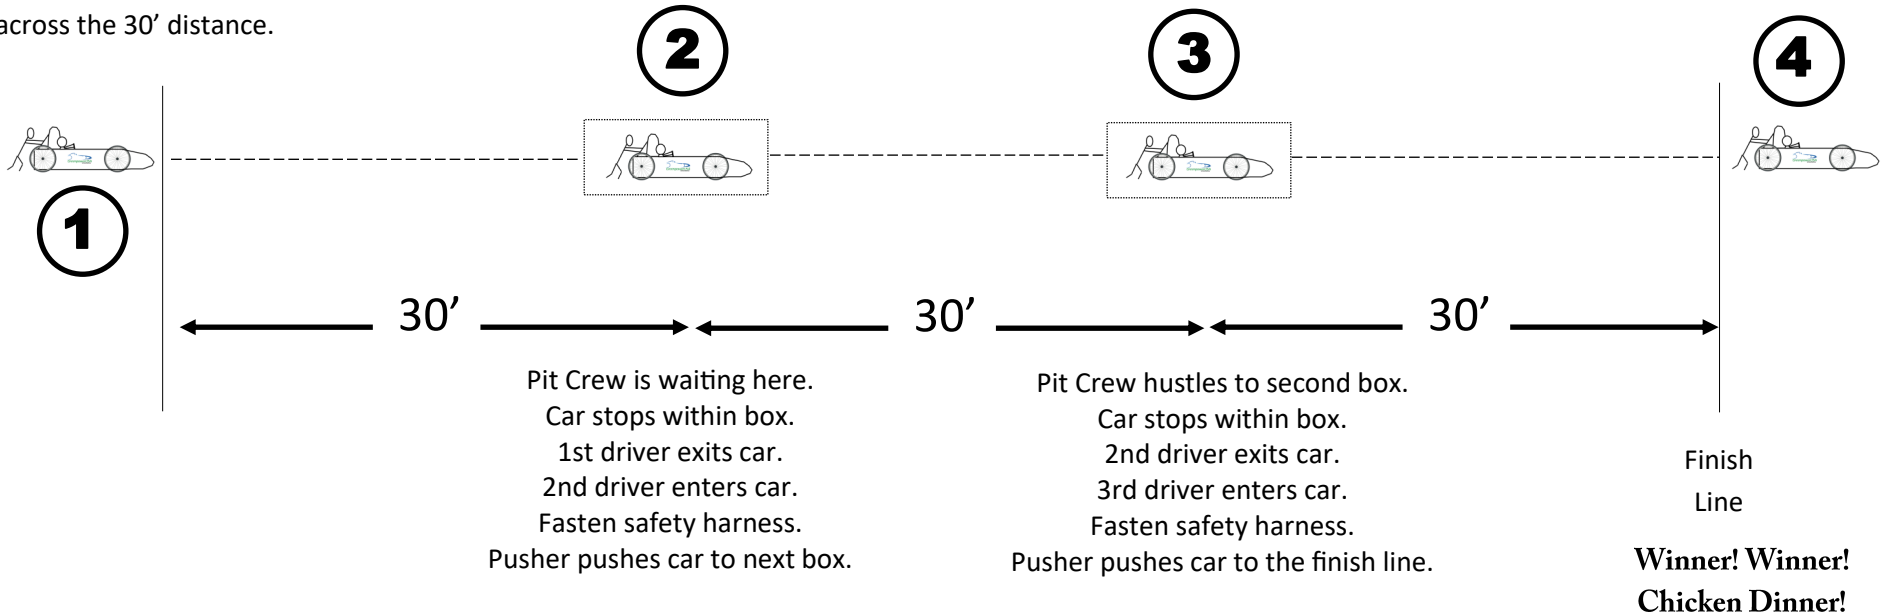 across the 30’ distance.
2
3
4
1
30’
30’
30’
Pit Crew is waiting here.
Car stops within box.
1st driver exits car.
2nd driver enters car.
Fasten safety harness.
Pusher pushes car to next box.
Pit Crew hustles to second box.
Car stops within box.
2nd driver exits car.
3rd driver enters car.
Fasten safety harness.
Pusher pushes car to the finish line.
Finish
Line
Winner! Winner!
Chicken Dinner!